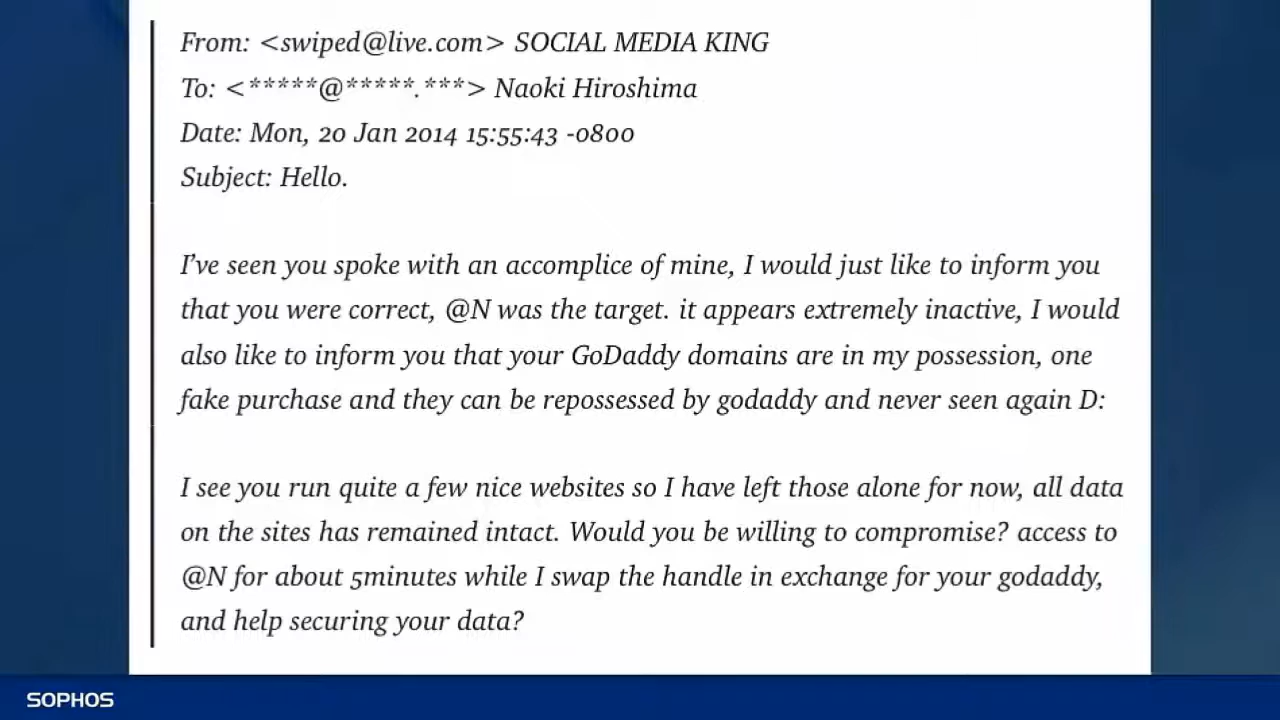 From: <swiped@live.com> SOCIAL MEDIA KING
To: <*****@*****.***> Naoki Hiroshima
Date: Mon, 20 Jan 2014 15:55:43 -0800
Subject: Hello.
I've seen you spoke with an accomplice of mine, I would just like to inform you
that you were correct, @N was the target. it appears extremely inactive, I would
also like to inform you that your GoDaddy domains are in my possession, one
fake purchase and they can be repossessed by godaddy and never seen again D:
I see you run quite a few nice websites so I have left those alone for now, all data
on the sites has remained intact. Would you be willing to compromise? access to
@N for about 5minutes while I swap the handle in exchange for your godaddy,
and help securing your data?
SOPHOS